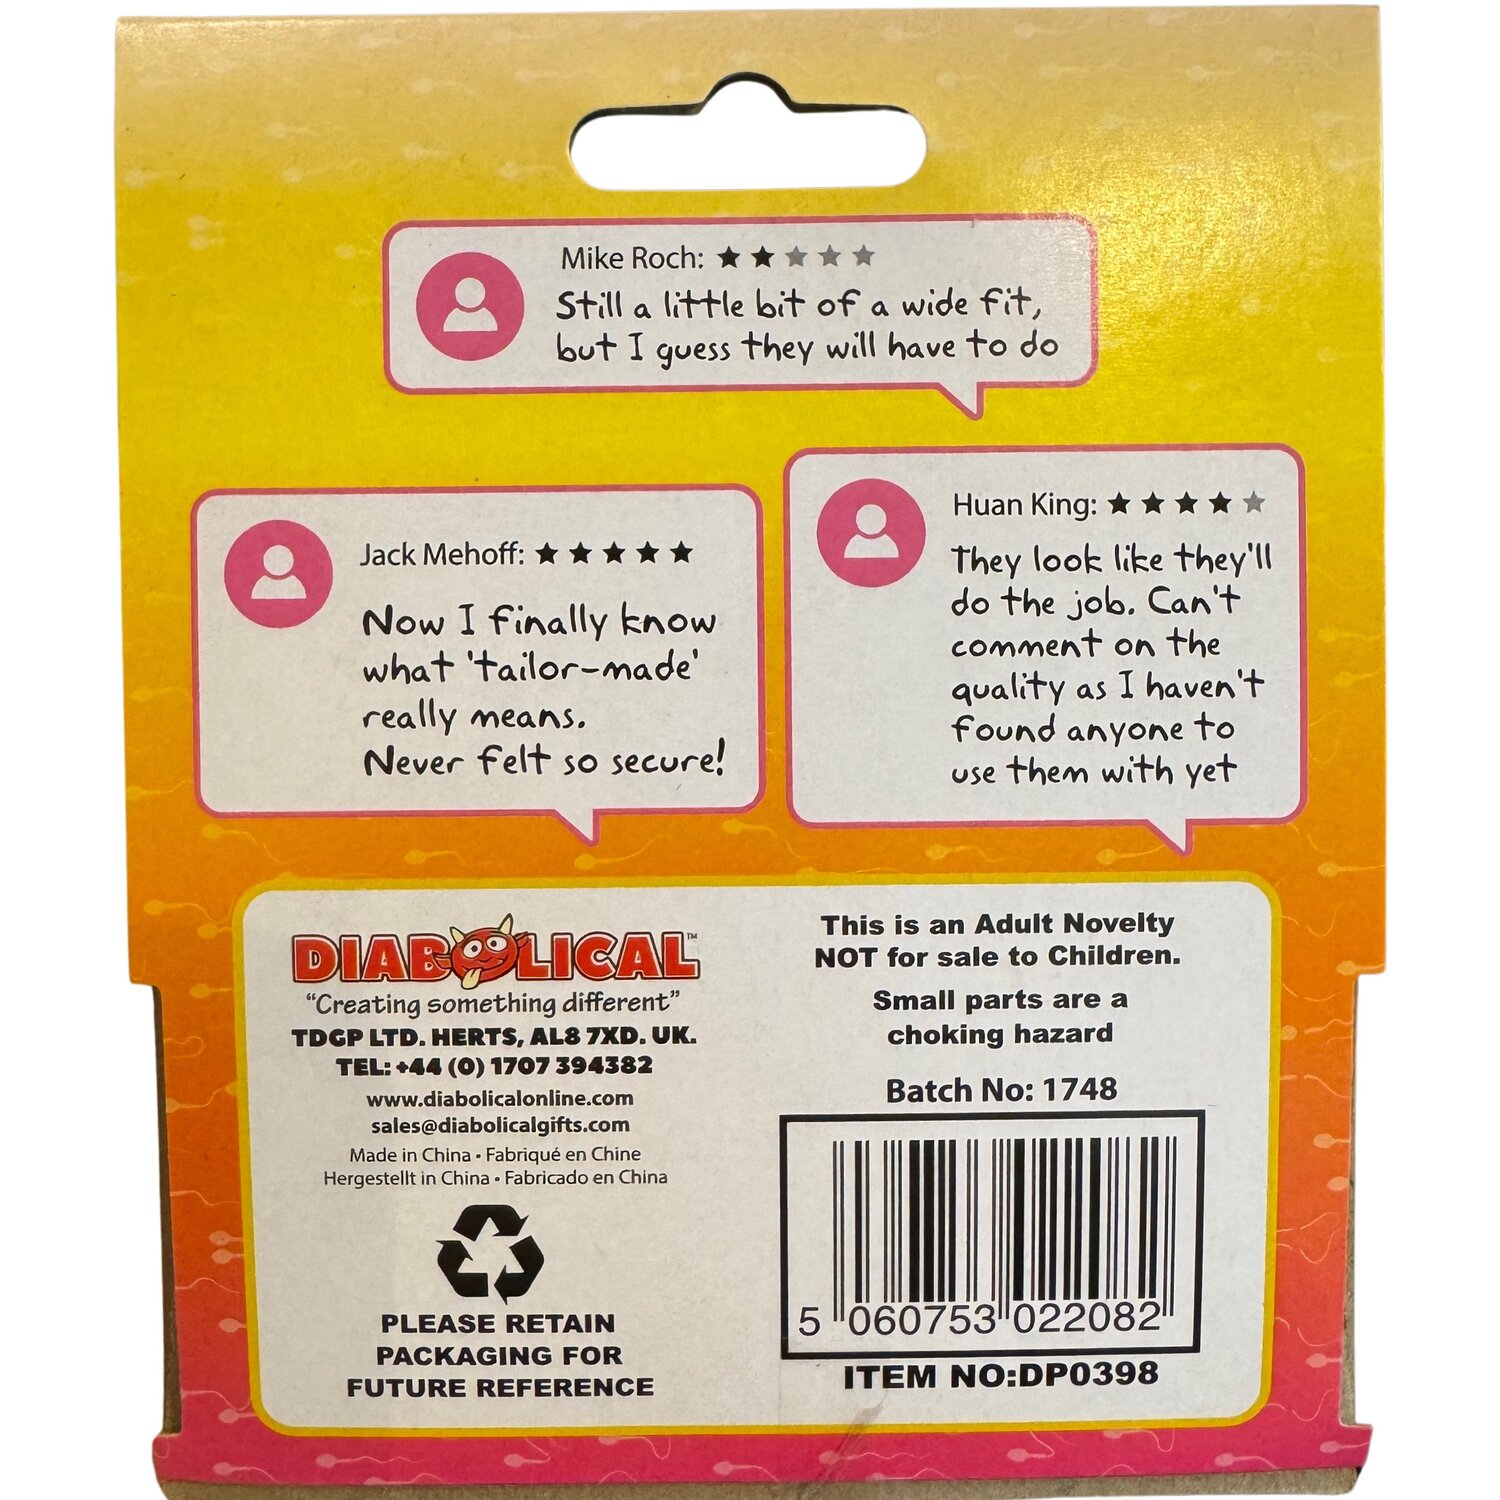 Mike Roch: ★★★★★
Still a little bit of a wide fit,
but I guess they will have to do
Jack Mehoff: ★★★★★
Now I finally know
what 'tailor-made'
really means.
Never felt so secure!
Huan King: ★★★★★
They look like they'll
do the job. Can't
comment on the
quality as I haven't
found anyone to
use them with yet
DIABOLICAL™
"Creating something different"
TDGP LTD. HERTS, AL8 7XD. UK.
TEL: +44 (0) 1707 394382
www.diabolicalonline.com
sales@diabolicalgifts.com
Made in China • Fabriqué en Chine
Hergestellt in China • Fabricado en China
PLEASE RETAIN
PACKAGING FOR
FUTURE REFERENCE
This is an Adult Novelty
NOT for sale to Children.
Small parts are a
choking hazard
Batch No: 1748
5 060753 022082
ITEM NO:DP0398